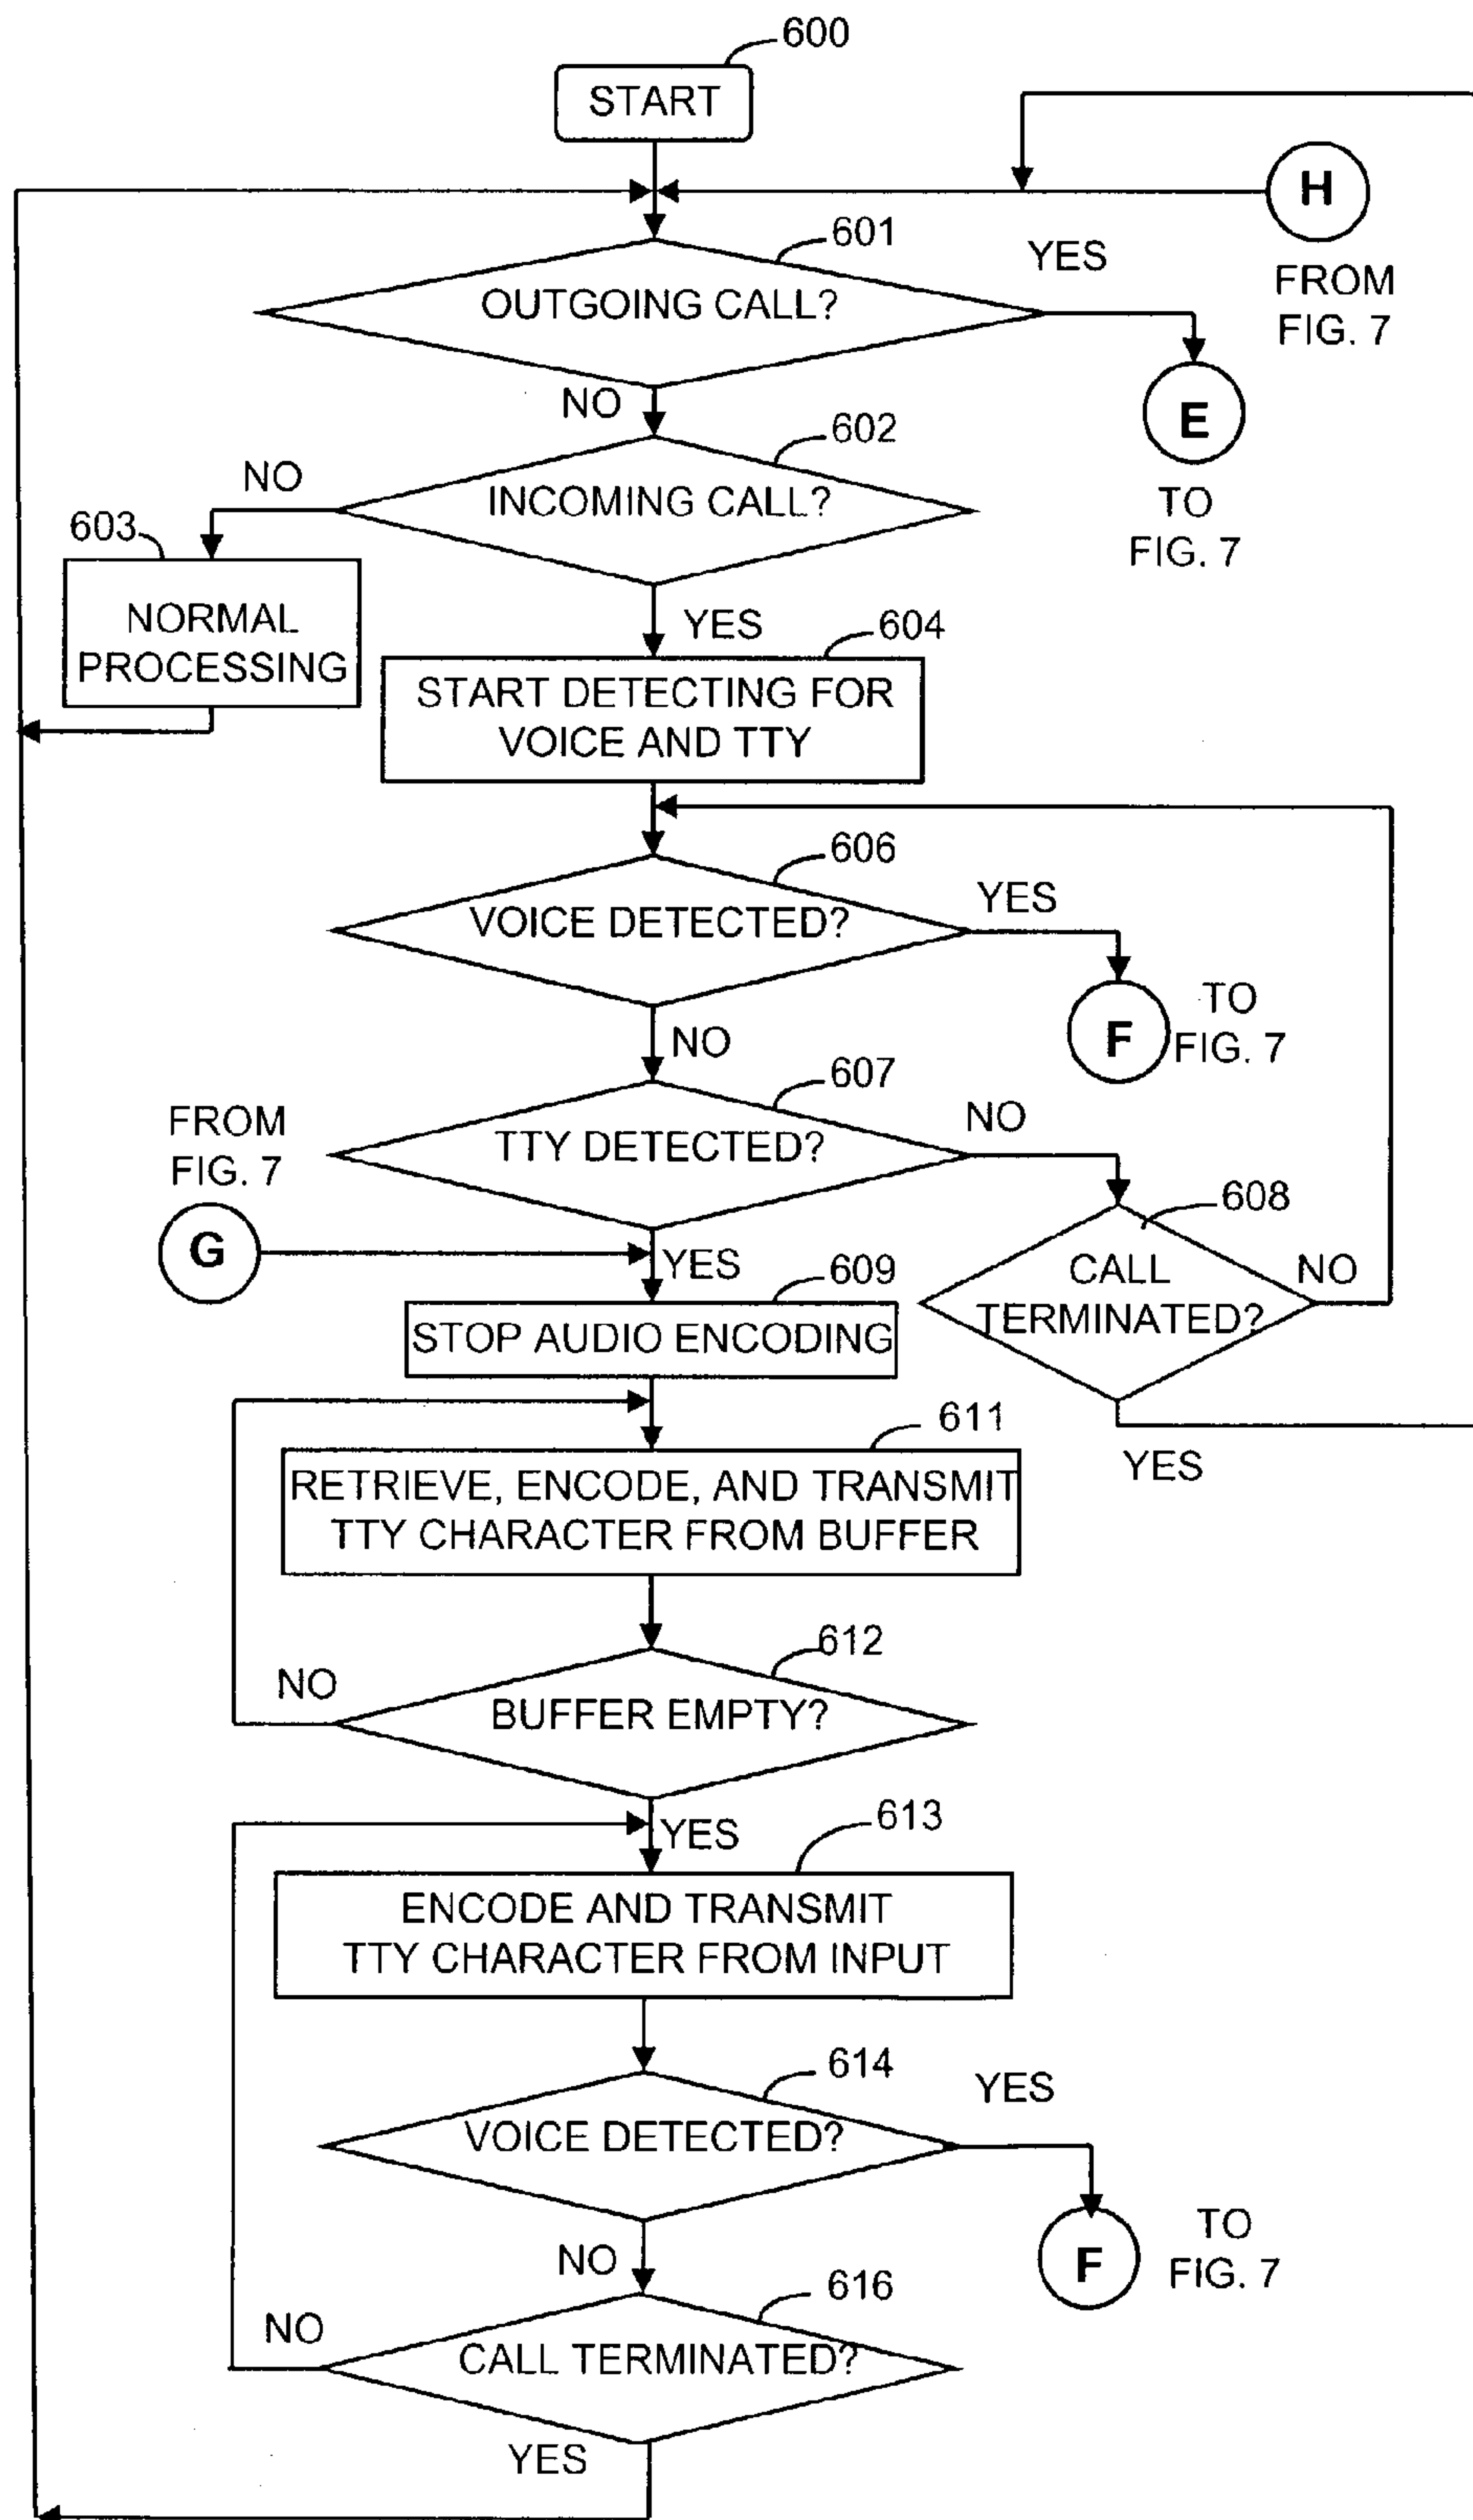 600
START
H
FROM
FIG. 7
601
YES
OUTGOING CALL?
E
TO
FIG. 7
NO
602
NO
INCOMING CALL?
603
NORMAL
PROCESSING
YES
604
START DETECTING FOR
VOICE AND TTY
606
YES
VOICE DETECTED?
F
TO
FIG. 7
NO
607
NO
TTY DETECTED?
FROM
FIG. 7
G
YES
608
CALL
TERMINATED?
NO
YES
609
STOP AUDIO ENCODING
611
RETRIEVE, ENCODE, AND TRANSMIT
TTY CHARACTER FROM BUFFER
612
NO
BUFFER EMPTY?
YES
613
ENCODE AND TRANSMIT
TTY CHARACTER FROM INPUT
614
YES
VOICE DETECTED?
F
TO
FIG. 7
NO
616
NO
CALL TERMINATED?
YES